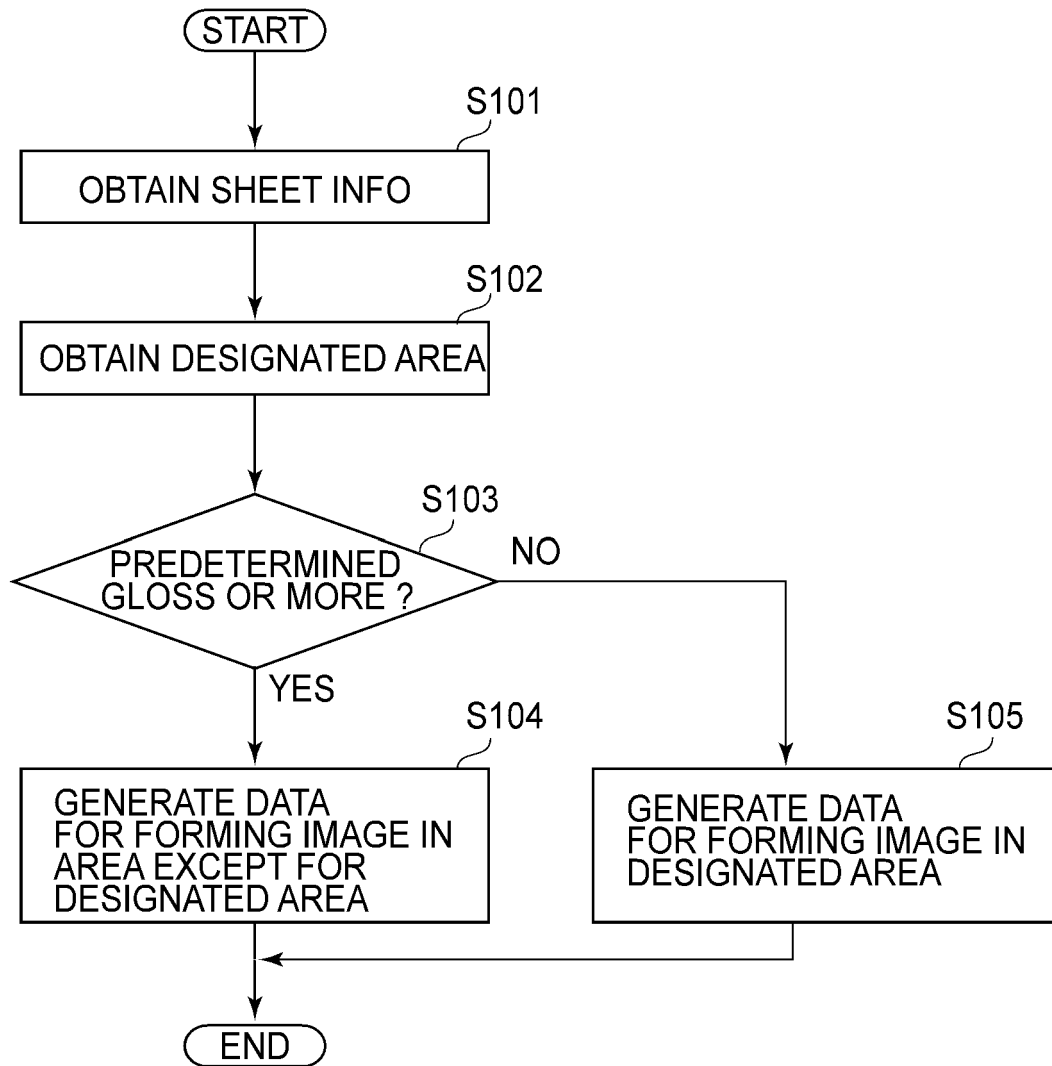 START
S101
OBTAIN SHEET INFO
S102
OBTAIN DESIGNATED AREA
S103
PREDETERMINED
GLOSS OR MORE ?
NO
YES
S104
GENERATE DATA
FOR FORMING IMAGE IN
AREA EXCEPT FOR
DESIGNATED AREA
S105
GENERATE DATA
FOR FORMING IMAGE IN
DESIGNATED AREA
END